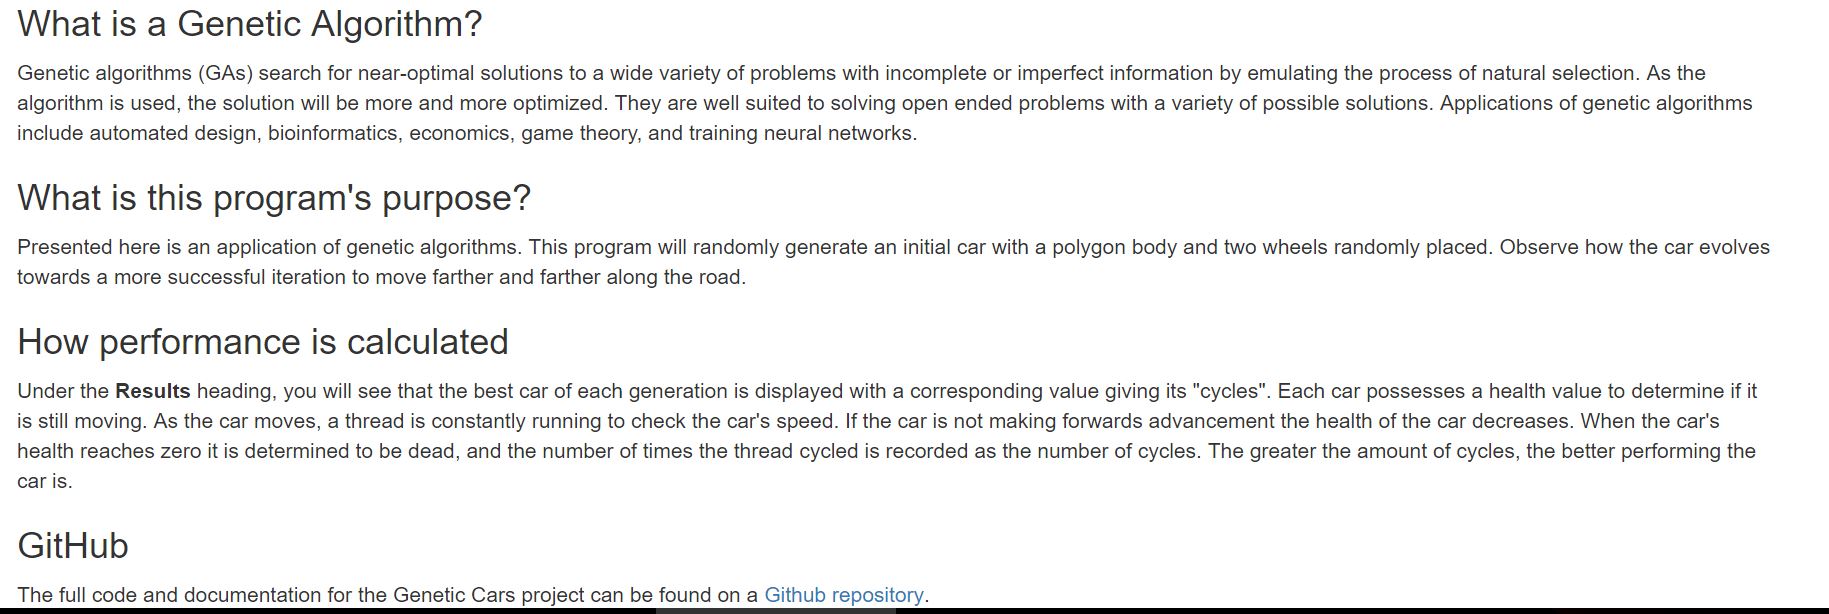 What is a Genetic Algorithm?
Genetic algorithms (GAs) search for near-optimal solutions to a wide variety of problems with incomplete or imperfect information by emulating the process of natural selection. As the
algorithm is used, the solution will be more and more optimized. They are well suited to solving open ended problems with a variety of possible solutions. Applications of genetic algorithms
include automated design, bioinformatics, economics, game theory, and training neural networks.
What is this program's purpose?
Presented here is an application of genetic algorithms. This program will randomly generate an initial car with a polygon body and two wheels randomly placed. Observe how the car evolves
towards a more successful iteration to move farther and farther along the road.
How performance is calculated
Under the Results heading, you will see that the best car of each generation is displayed with a corresponding value giving its "cycles". Each car possesses a health value to determine if it
is still moving. As the car moves, a thread is constantly running to check the car's speed. If the car is not making forwards advancement the health of the car decreases. When the car's
health reaches zero it is determined to be dead, and the number of times the thread cycled is recorded as the number of cycles. The greater the amount of cycles, the better performing the
car is.
GitHub
The full code and documentation for the Genetic Cars project can be found on a Github repository.